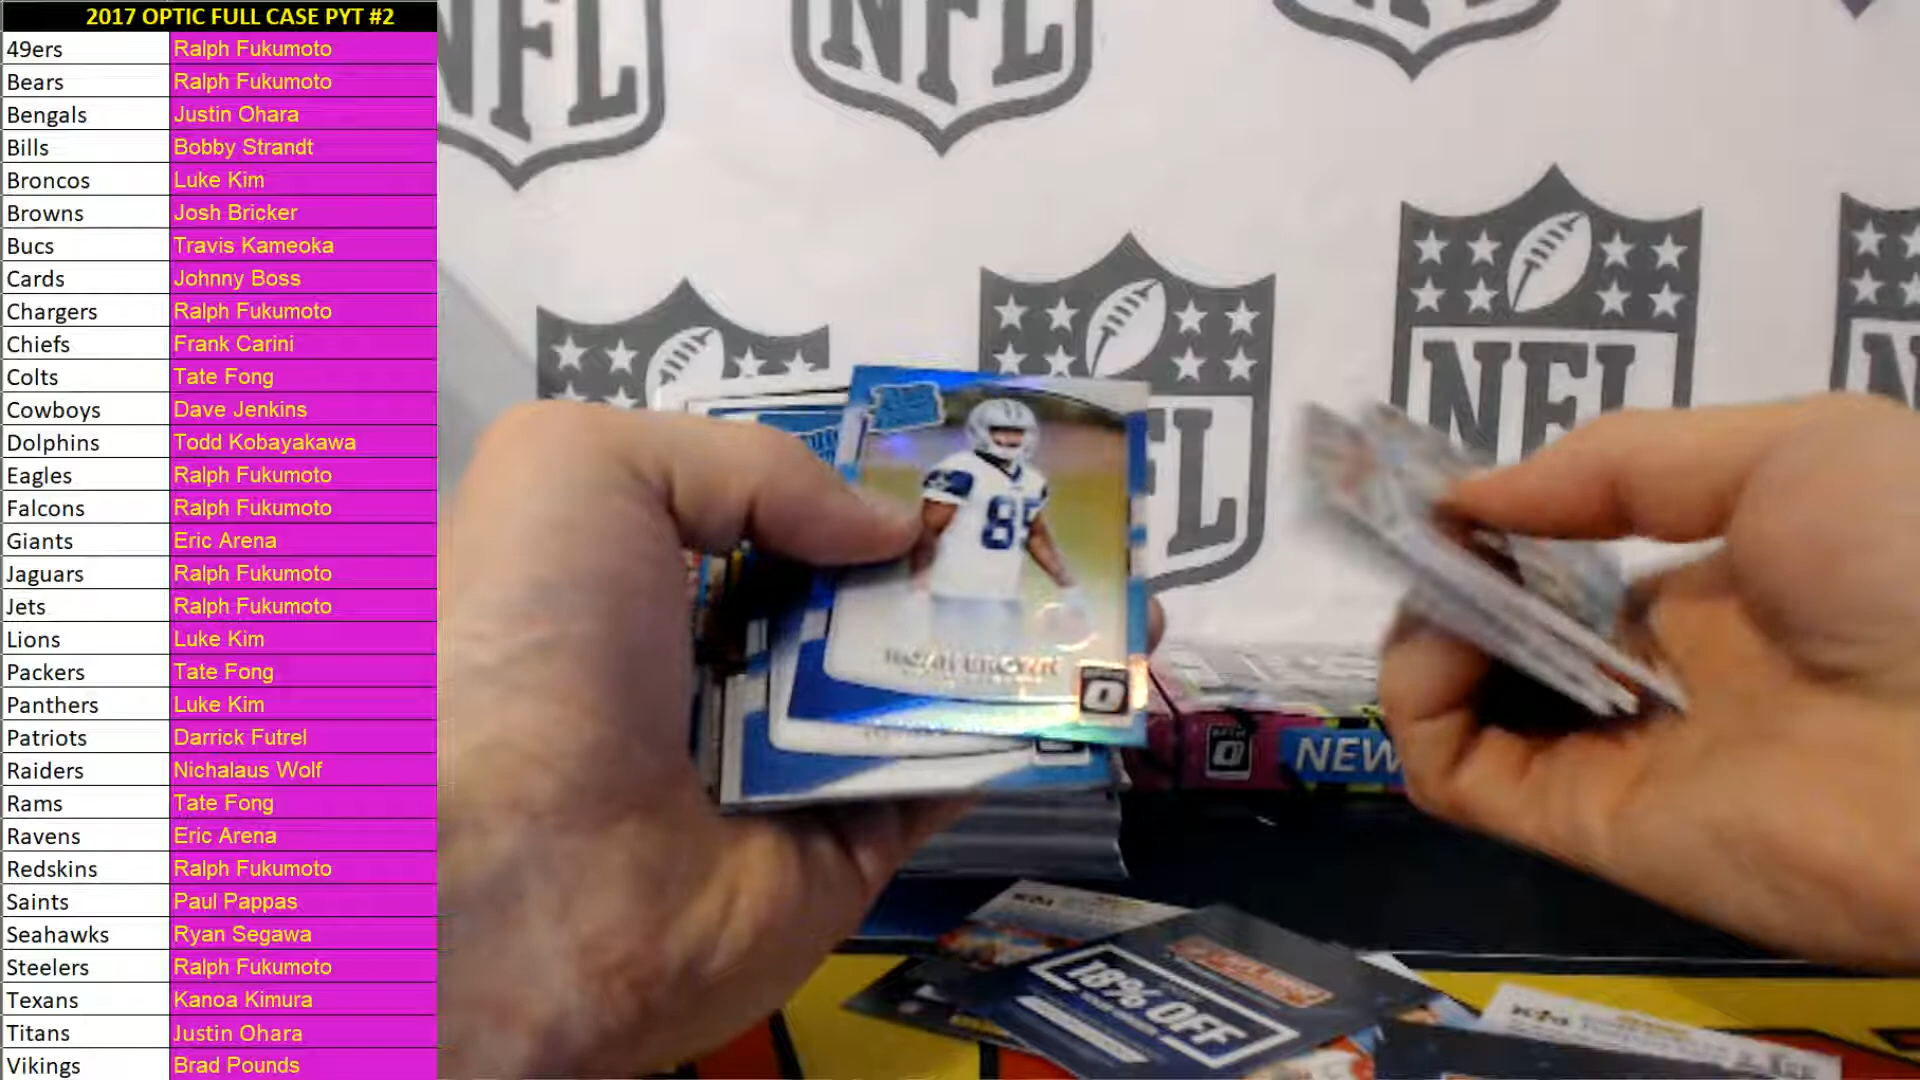 2017 OPTIC FULL CASE PYT #2
49ers Ralph Fukumoto
Bears Ralph Fukumoto
Bengals Justin Ohara
Bills Bobby Strandt
Broncos Luke Kim
Browns Josh Bricker
Bucs Travis Kameoka
Cards Johnny Boss
Chargers Ralph Fukumoto
Chiefs Frank Carini
Colts Tate Fong
Cowboys Dave Jenkins
Dolphins Todd Kobayakawa
Eagles Ralph Fukumoto
Falcons Ralph Fukumoto
Giants Eric Arena
Jaguars Ralph Fukumoto
Jets Ralph Fukumoto
Lions Luke Kim
Packers Tate Fong
Panthers Luke Kim
Patriots Darrick Futrel
Raiders Nichalaus Wolf
Rams Tate Fong
Ravens Eric Arena
Redskins Ralph Fukumoto
Saints Paul Pappas
Seahawks Ryan Segawa
Steelers Ralph Fukumoto
Texans Kanoa Kimura
Titans Justin Ohara
Vikings Brad Pounds
NFL
NFL
NFL
NFL
NEW
18% OFF